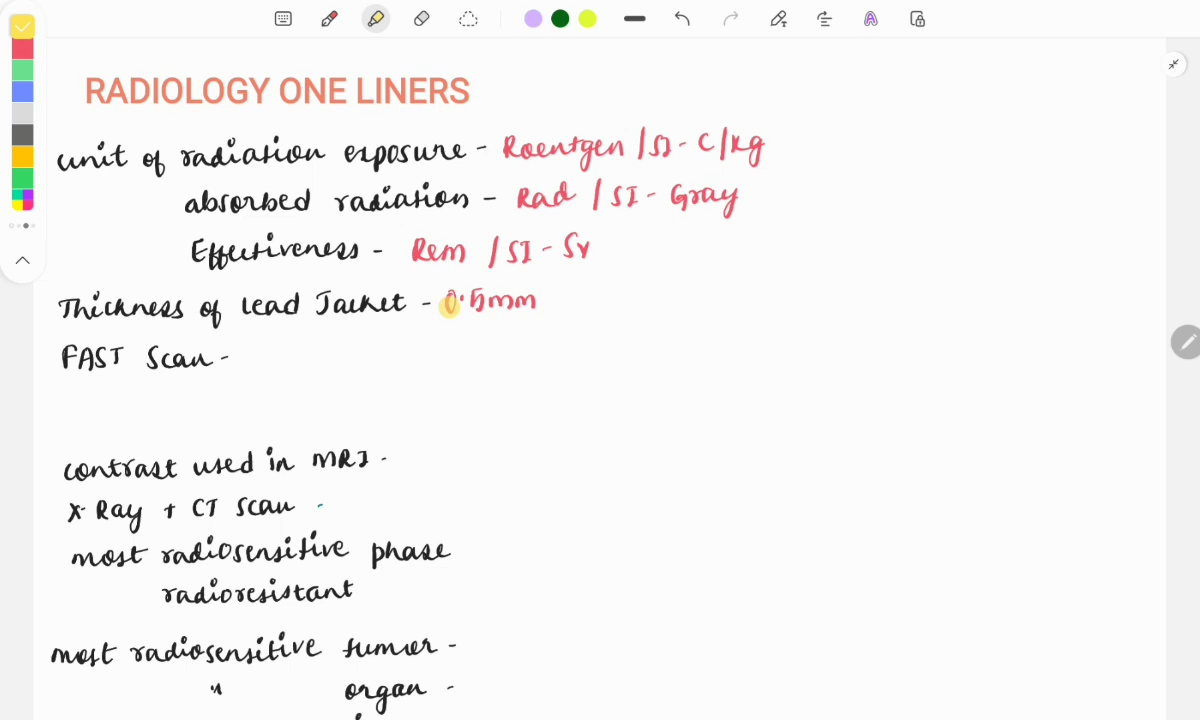 RADIOLOGY ONE LINERS
unit of radiation exposure - Roentgen / SI - C/kg
absorbed radiation - Rad / SI - Gray
Effectiveness - Rem / SI - Sv
Thickness of lead Jacket - 0.5mm
FAST Scan -
contrast used in MRI -
X-Ray + CT scan -
most radiosensitive phase
radioresistant
most radiosensitive tumor -
" organ -